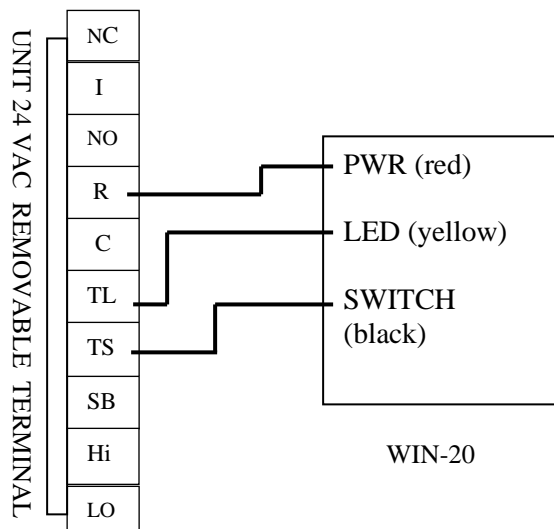 UNIT 24 VAC REMOVABLE TERMINAL
NC
I
NO
R
C
TL
TS
SB
Hi
LO
PWR (red)
LED (yellow)
SWITCH
(black)
WIN-20